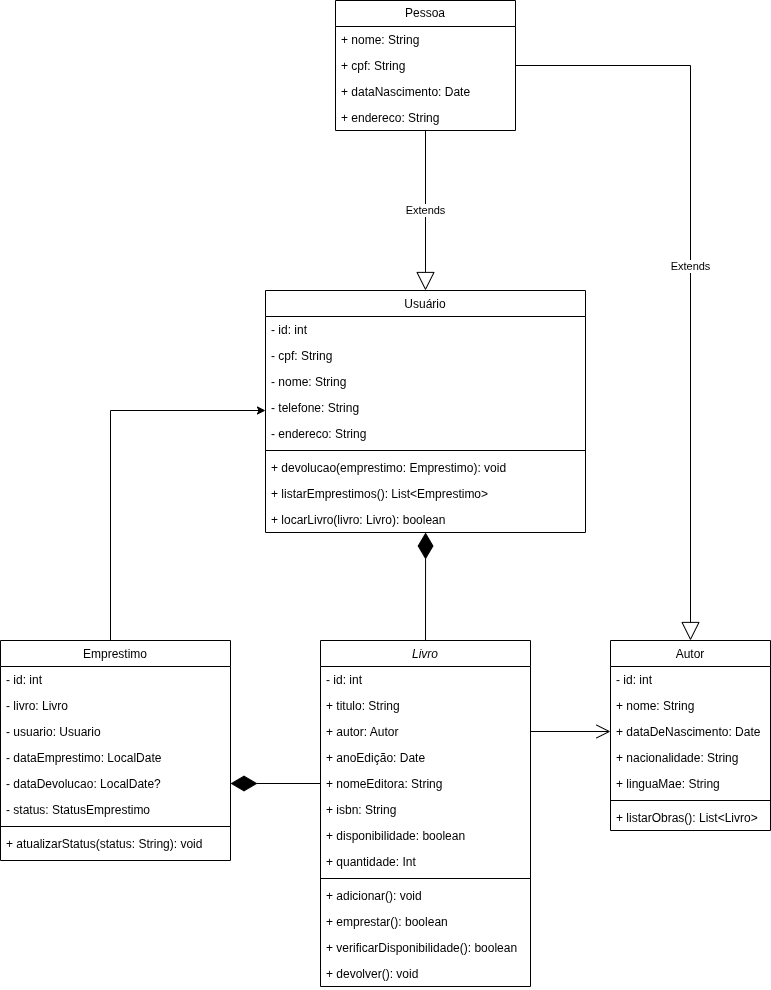 Pessoa
+ nome: String
+ cpf: String
+ dataNascimento: Date
+ endereco: String
Extends
Extends
Usuário
- id: int
- cpf: String
- nome: String
- telefone: String
- endereco: String
+ devolucao(emprestimo: Emprestimo): void
+ listarEmprestimos(): List<Emprestimo>
+ locarLivro(livro: Livro): boolean
Emprestimo
- id: int
- livro: Livro
- usuario: Usuario
- dataEmprestimo: LocalDate
- dataDevolucao: LocalDate?
- status: StatusEmprestimo
+ atualizarStatus(status: String): void
Livro
- id: int
+ titulo: String
+ autor: Autor
+ anoEdição: Date
+ nomeEditora: String
+ isbn: String
+ disponibilidade: boolean
+ quantidade: Int
+ adicionar(): void
+ emprestar(): boolean
+ verificarDisponibilidade(): boolean
+ devolver(): void
Autor
- id: int
+ nome: String
+ dataDeNascimento: Date
+ nacionalidade: String
+ linguaMae: String
+ listarObras(): List<Livro>